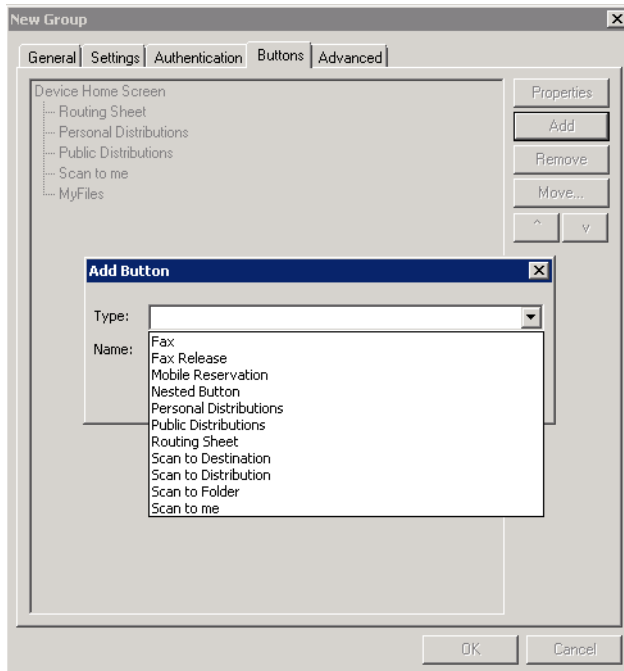 New Group
General Settings Authentication Buttons Advanced
Device Home Screen
Routing Sheet
Personal Distributions
Public Distributions
Scan to me
MyFiles
Properties
Add
Remove
Move...
^ v
Add Button
Type:
Name:
Fax
Fax Release
Mobile Reservation
Nested Button
Personal Distributions
Public Distributions
Routing Sheet
Scan to Destination
Scan to Distribution
Scan to Folder
Scan to me
OK Cancel